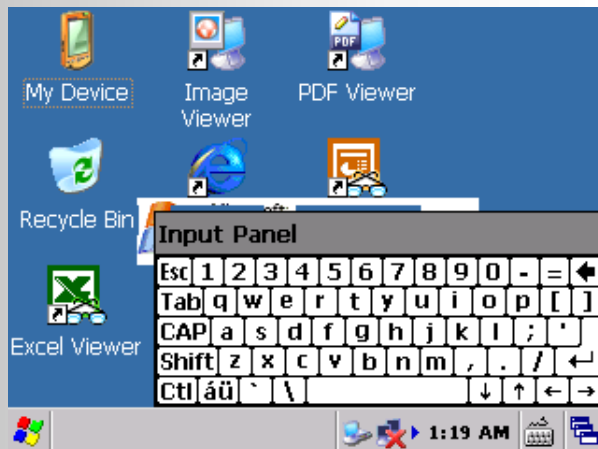 My Device
Image
Viewer
PDF
PDF Viewer
Recycle Bin
Input Panel
Esc 1 2 3 4 5 6 7 8 9 0 - =
Tab q w e r t y u i o p [ ]
CAP a s d f g h j k l ; '
Shift z x c v b n m , . /
Ctl áü ` \
Excel Viewer
1:19 AM